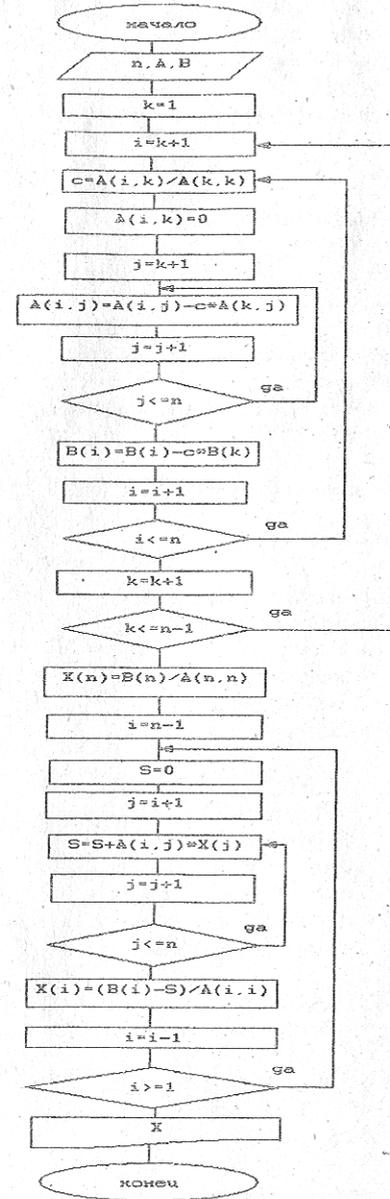 начало
n,A,B
k=1
i=k+1
c=A(i,k)/A(k,k)
A(i,k)=0
j=k+1
A(i,j)=A(i,j)-c*A(k,j)
j=j+1
да
j<=n
B(i)=B(i)-c*B(k)
i=i+1
да
i<=n
k=k+1
да
k<=n-1
X(n)=B(n)/A(n,n)
i=n-1
S=0
j=i+1
S=S+A(i,j)*X(j)
j=j+1
да
j<=n
X(i)=(B(i)-S)/A(i,i)
i=i-1
да
i>=1
X
конец